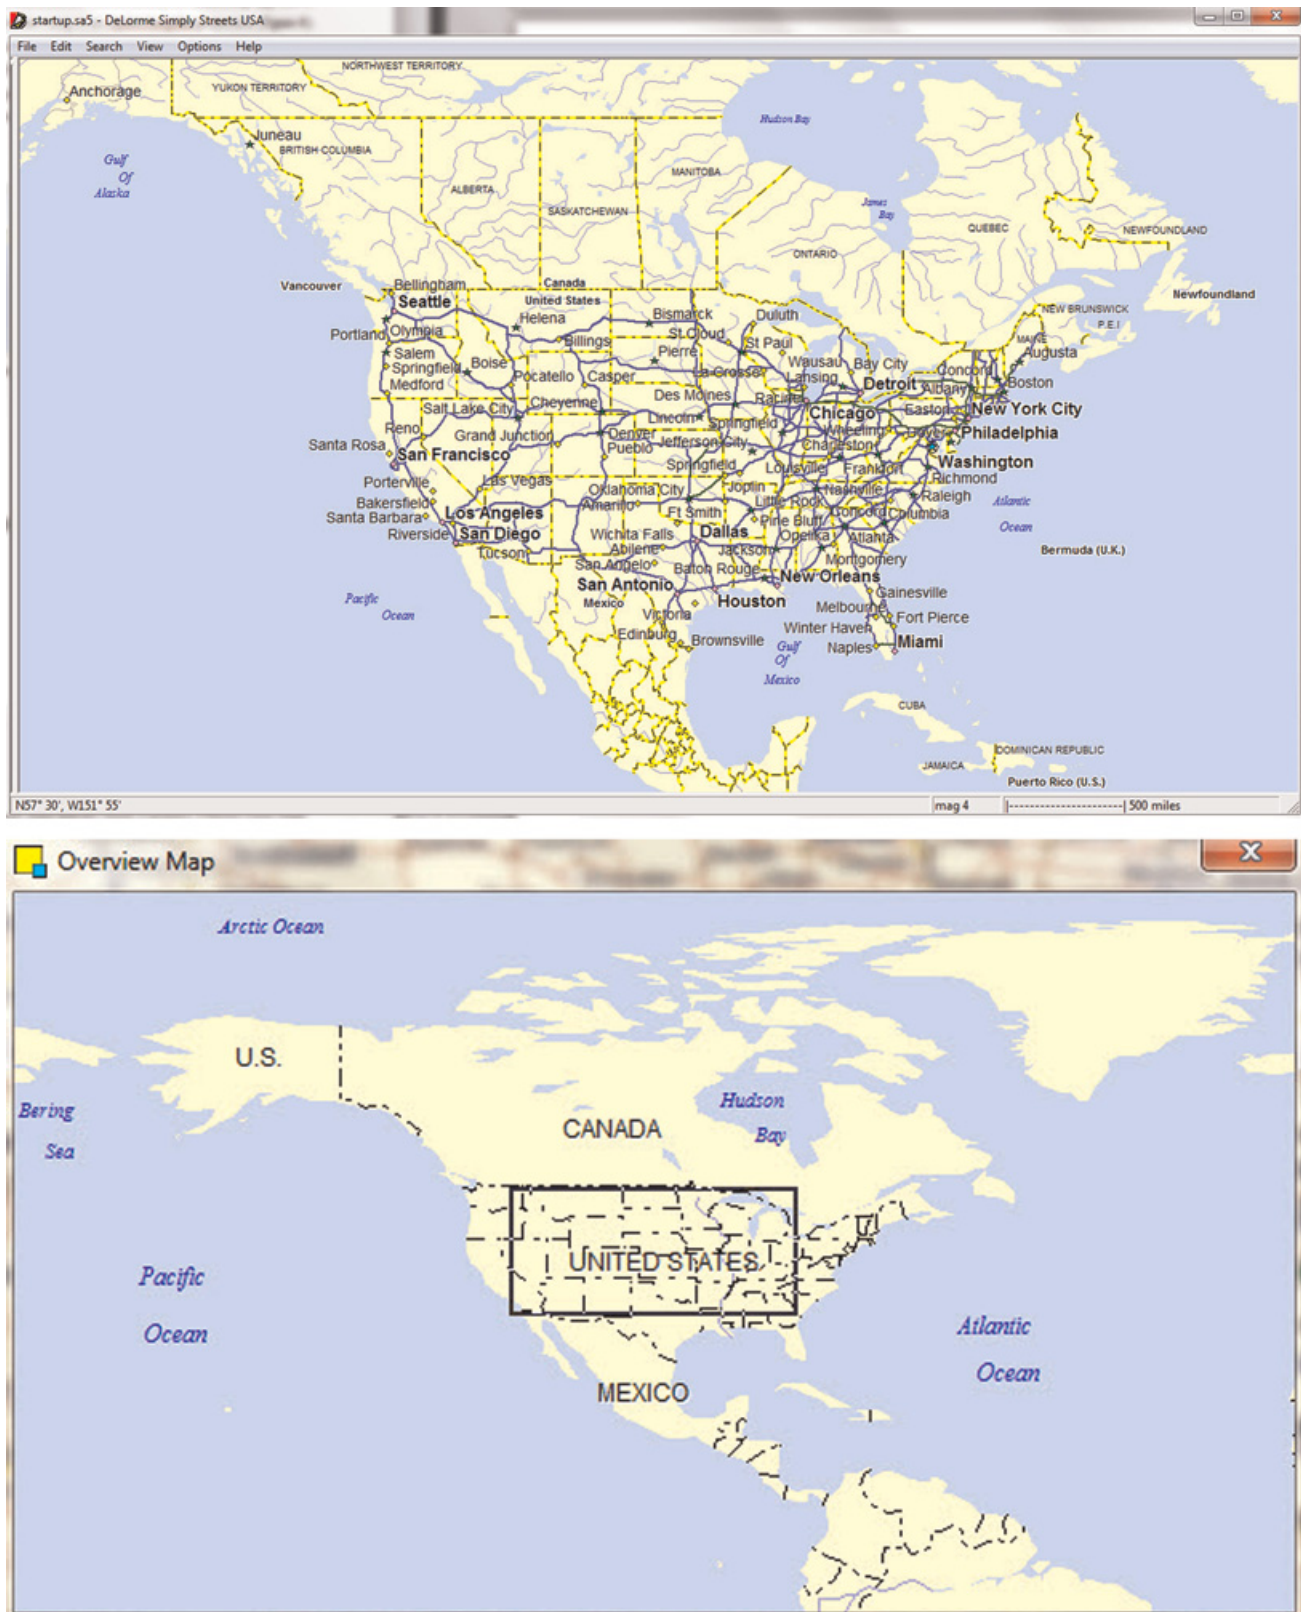 startup.sa5 - DeLorme Simply Streets USA
File Edit Search View Options Help
NORTHWEST TERRITORY
YUKON TERRITORY
Anchorage
Hudson Bay
Juneau
BRITISH COLUMBIA
Gulf
Of
Alaska
MANITOBA
ALBERTA
SASKATCHEWAN
James
Bay
QUEBEC
NEWFOUNDLAND
ONTARIO
Vancouver
Bellingham
Canada
Seattle
United States
Newfoundland
Helena
Bismarck
Duluth
NEW BRUNSWICK
P.E.I
Portland
Olympia
St Cloud
St Paul
MAINE
Augusta
Billings
Salem
Pierre
Springfield
Boise
Wausau
Bay City
Concord
Medford
Pocatello
Casper
La Crosse
Lansing
Detroit
Albany
Boston
Salt Lake City
Cheyenne
Des Moines
Racine
Chicago
Easton
New York City
Lincoln
Springfield
Reno
Grand Junction
Denver
Jefferson City
Wheeling
Dover
Philadelphia
Santa Rosa
San Francisco
Pueblo
Charleston
Washington
Springfield
Louisville
Frankfort
Porterville
Las Vegas
Oklahoma City
Joplin
Nashville
Richmond
Bakersfield
Amarillo
Little Rock
Raleigh
Atlantic
Ocean
Santa Barbara
Los Angeles
Ft Smith
Concord
Columbia
Riverside
San Diego
Wichita Falls
Dallas
Pine Bluff
Opelika
Atlanta
Tucson
Abilene
Jackson
Montgomery
Bermuda (U.K.)
San Angelo
Baton Rouge
New Orleans
San Antonio
Mexico
Houston
Gainesville
Pacific
Ocean
Victoria
Melbourne
Fort Pierce
Edinburg
Brownsville
Winter Haven
Gulf
Of
Mexico
Naples
Miami
CUBA
JAMAICA
DOMINICAN REPUBLIC
Puerto Rico (U.S.)
N57° 30', W151° 55'
mag 4
500 miles
Overview Map
Arctic Ocean
U.S.
Bering
Sea
Hudson
Bay
CANADA
UNITED STATES
Pacific
Ocean
Atlantic
Ocean
MEXICO